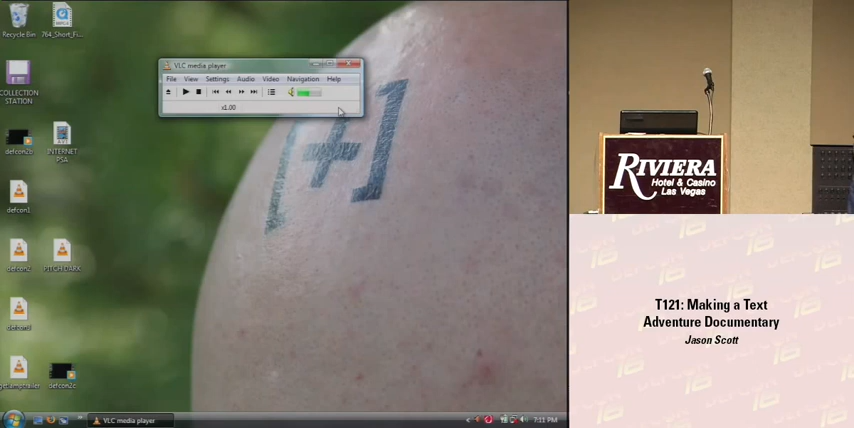 Recycle Bin
764_Short_Fi...
VLC media player
File View Settings Audio Video Navigation Help
x1.00
COLLECTION
STATION
defcon2b
INTERNET
PSA
defcon1
defcon2
PITCH.DARK
defcon3
getlamptrailer
defcon2c
VLC media player
7:11 PM
[+]
RIVIERA
Hotel & Casino
Las Vegas
T121: Making a Text
Adventure Documentary
Jason Scott